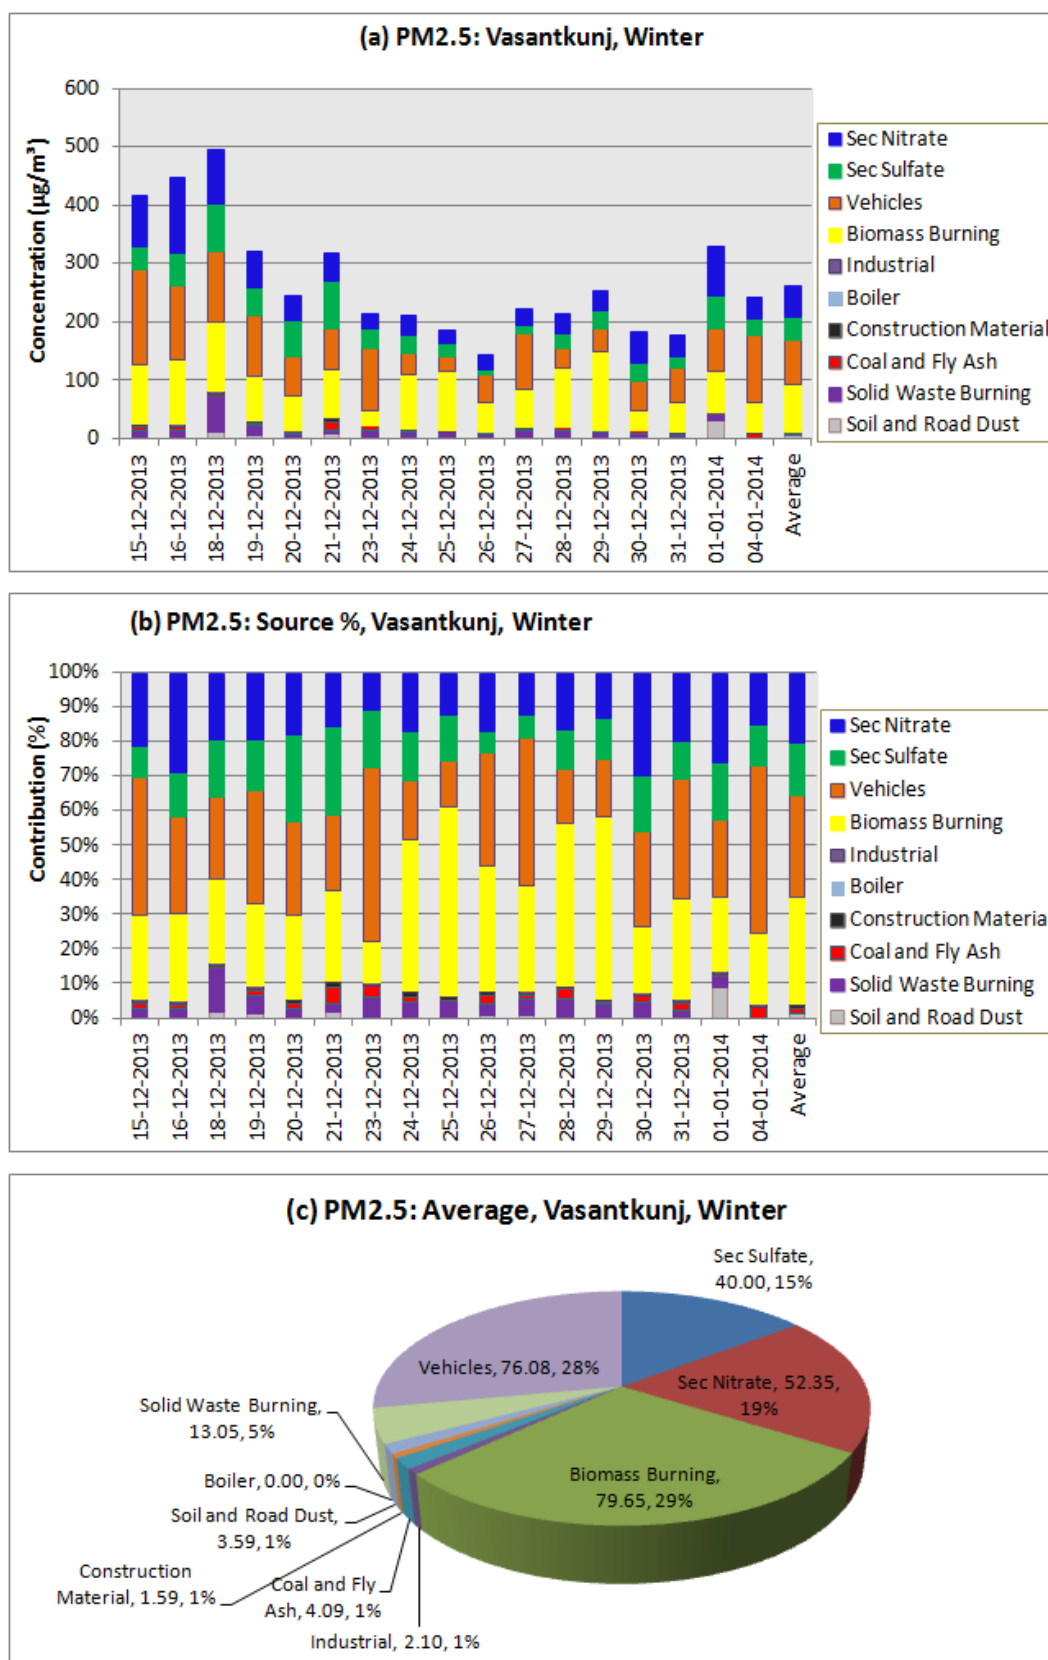 (a) PM2.5: Vasantkunj, Winter
Concentration (µg/m³)
600
500
400
300
200
100
0
15-12-2013
16-12-2013
18-12-2013
19-12-2013
20-12-2013
21-12-2013
23-12-2013
24-12-2013
25-12-2013
26-12-2013
27-12-2013
28-12-2013
29-12-2013
30-12-2013
31-12-2013
01-01-2014
04-01-2014
Average
Sec Nitrate
Sec Sulfate
Vehicles
Biomass Burning
Industrial
Boiler
Construction Material
Coal and Fly Ash
Solid Waste Burning
Soil and Road Dust
(b) PM2.5: Source %, Vasantkunj, Winter
Contribution (%)
100%
90%
80%
70%
60%
50%
40%
30%
20%
10%
0%
15-12-2013
16-12-2013
18-12-2013
19-12-2013
20-12-2013
21-12-2013
23-12-2013
24-12-2013
25-12-2013
26-12-2013
27-12-2013
28-12-2013
29-12-2013
30-12-2013
31-12-2013
01-01-2014
04-01-2014
Average
Sec Nitrate
Sec Sulfate
Vehicles
Biomass Burning
Industrial
Boiler
Construction Materia
Coal and Fly Ash
Solid Waste Burning
Soil and Road Dust
(c) PM2.5: Average, Vasantkunj, Winter
Sec Sulfate,
40.00, 15%
Sec Nitrate, 52.35,
19%
Biomass Burning,
79.65, 29%
Vehicles, 76.08, 28%
Solid Waste Burning,
13.05, 5%
Boiler, 0.00, 0%
Soil and Road Dust,
3.59, 1%
Construction
Material, 1.59, 1%
Coal and Fly
Ash, 4.09, 1%
Industrial, 2.10, 1%